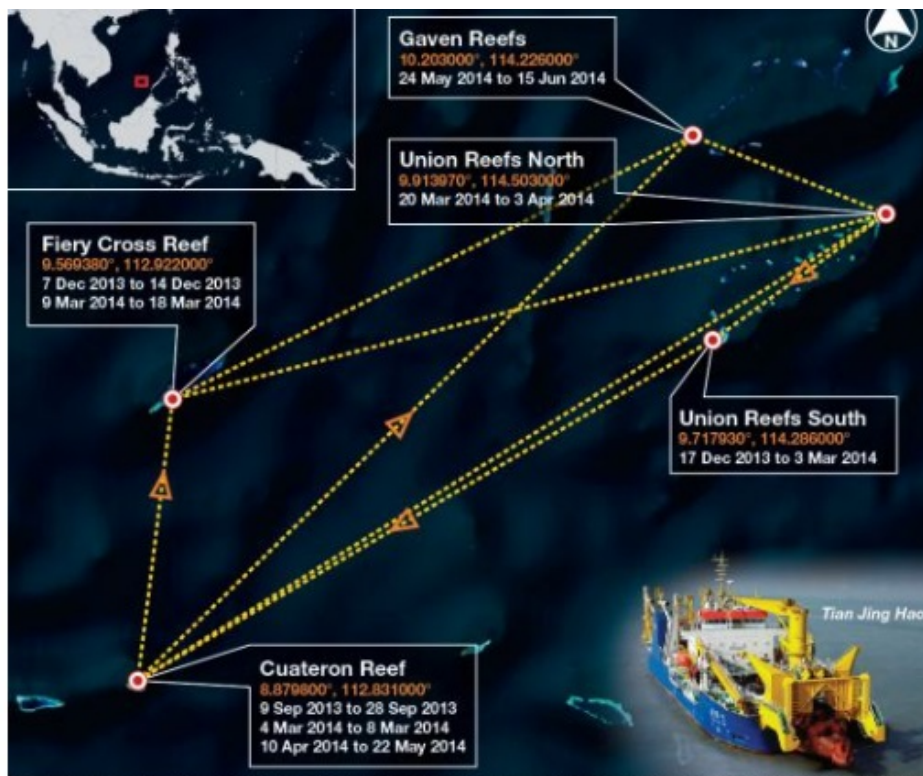 Gaven Reefs
10.203000°, 114.226000°
24 May 2014 to 15 Jun 2014
N
Union Reefs North
9.913970°, 114.503000°
20 Mar 2014 to 3 Apr 2014
Fiery Cross Reef
9.569380°, 112.922000°
7 Dec 2013 to 14 Dec 2013
9 Mar 2014 to 18 Mar 2014
Union Reefs South
9.717930°, 114.286000°
17 Dec 2013 to 3 Mar 2014
Tian Jing Hao
Cuateron Reef
8.879800°, 112.831000°
9 Sep 2013 to 28 Sep 2013
4 Mar 2014 to 8 Mar 2014
10 Apr 2014 to 22 May 2014